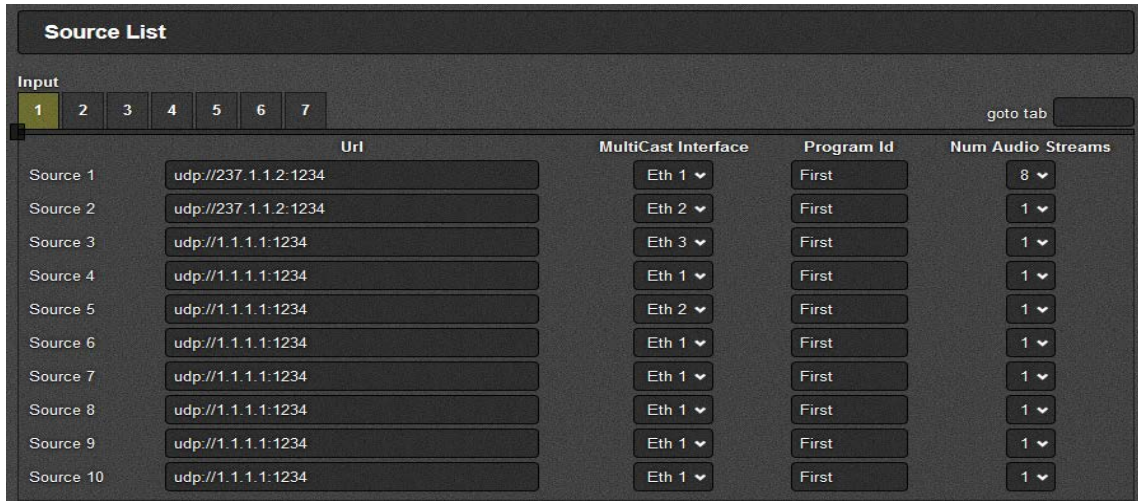 Source List
Input
1 2 3 4 5 6 7 goto tab
Url MultiCast Interface Program Id Num Audio Streams
Source 1 udp://237.1.1.2:1234 Eth 1 First 8
Source 2 udp://237.1.1.2:1234 Eth 2 First 1
Source 3 udp://1.1.1.1:1234 Eth 3 First 1
Source 4 udp://1.1.1.1:1234 Eth 1 First 1
Source 5 udp://1.1.1.1:1234 Eth 2 First 1
Source 6 udp://1.1.1.1:1234 Eth 1 First 1
Source 7 udp://1.1.1.1:1234 Eth 1 First 1
Source 8 udp://1.1.1.1:1234 Eth 1 First 1
Source 9 udp://1.1.1.1:1234 Eth 1 First 1
Source 10 udp://1.1.1.1:1234 Eth 1 First 1